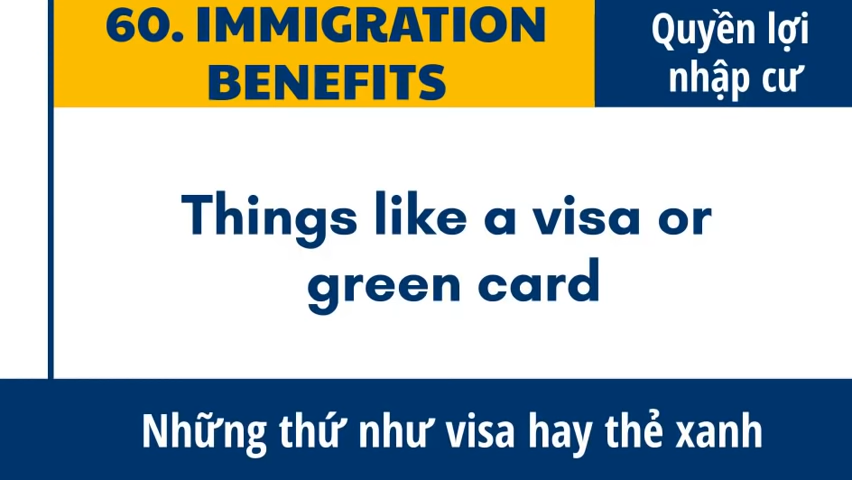 60. IMMIGRATION
BENEFITS
Quyền lợi
nhập cư
Things like a visa or
green card
Những thứ như visa hay thẻ xanh